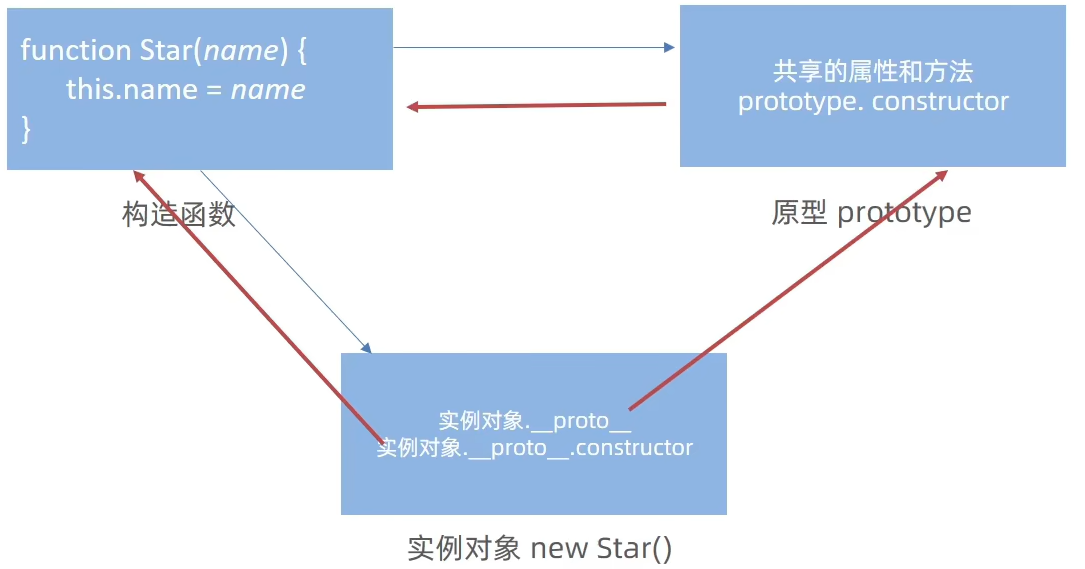 function Star(name) {
this.name = name
}
共享的属性和方法
prototype. constructor
构造函数
原型 prototype
实例对象.__proto__
实例对象.__proto__.constructor
实例对象 new Star()